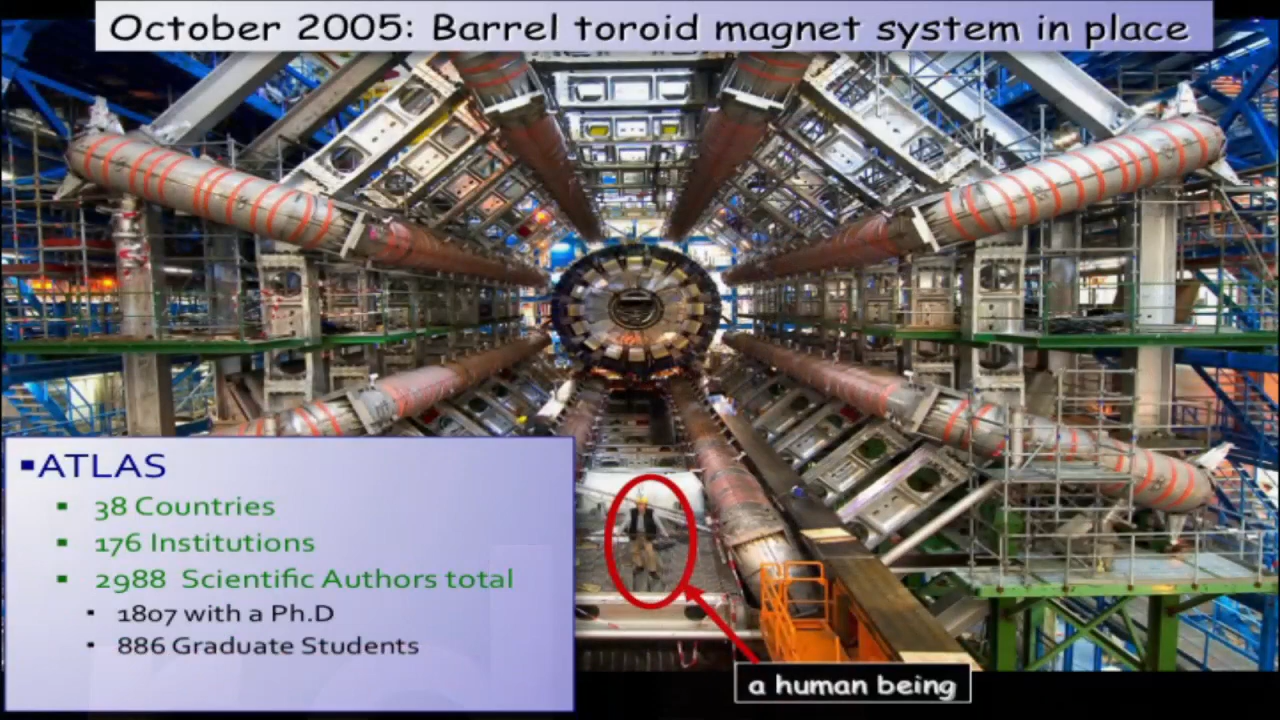 October 2005: Barrel toroid magnet system in place
▪ATLAS
▪ 38 Countries
▪ 176 Institutions
▪ 2988 Scientific Authors total
▪ 1807 with a Ph.D
▪ 886 Graduate Students
a human being